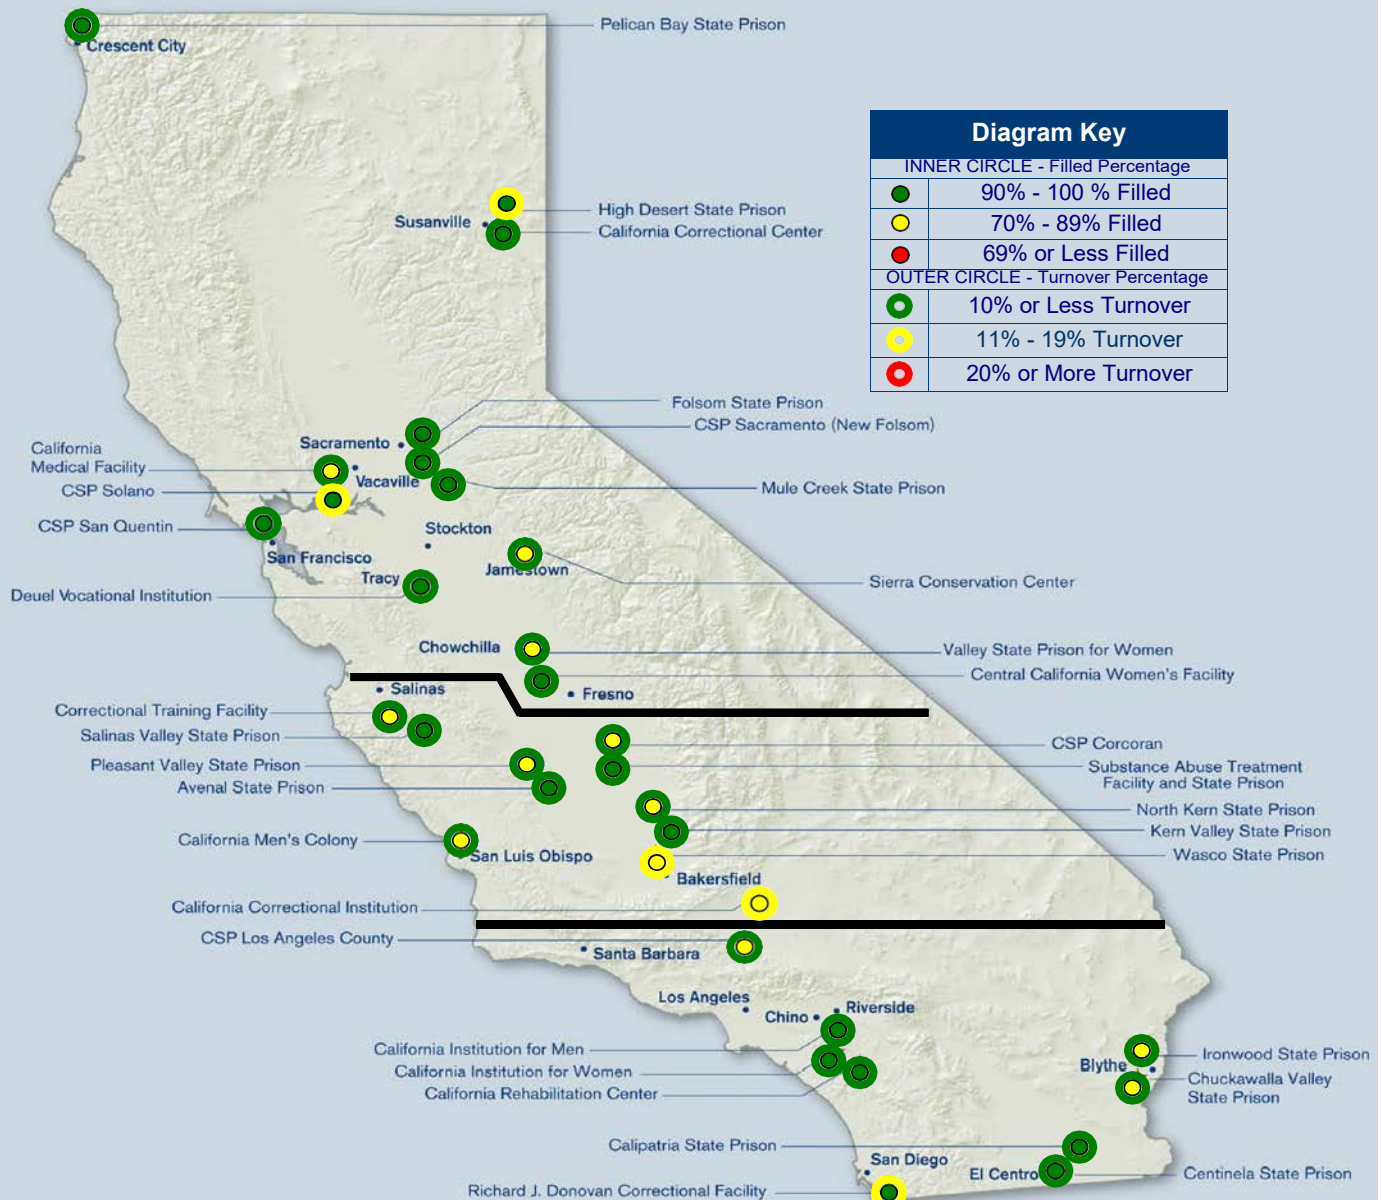 Pelican Bay State Prison
Crescent City
Diagram Key
INNER CIRCLE - Filled Percentage
90% - 100 % Filled
70% - 89% Filled
69% or Less Filled
OUTER CIRCLE - Turnover Percentage
10% or Less Turnover
11% - 19% Turnover
20% or More Turnover
Susanville
High Desert State Prison
California Correctional Center
Folsom State Prison
CSP Sacramento (New Folsom)
Sacramento
California
Medical Facility
Vacaville
CSP Solano
Mule Creek State Prison
CSP San Quentin
Stockton
San Francisco
Jamestown
Tracy
Sierra Conservation Center
Deuel Vocational Institution
Chowchilla
Valley State Prison for Women
Central California Women's Facility
Salinas
Fresno
Correctional Training Facility
Salinas Valley State Prison
CSP Corcoran
Pleasant Valley State Prison
Substance Abuse Treatment
Facility and State Prison
Avenal State Prison
North Kern State Prison
Kern Valley State Prison
California Men's Colony
San Luis Obispo
Wasco State Prison
Bakersfield
California Correctional Institution
CSP Los Angeles County
Santa Barbara
Los Angeles
Riverside
Chino
California Institution for Men
Ironwood State Prison
Blythe
California Institution for Women
Chuckawalla Valley
State Prison
California Rehabilitation Center
Calipatria State Prison
San Diego
El Centro
Centinela State Prison
Richard J. Donovan Correctional Facility